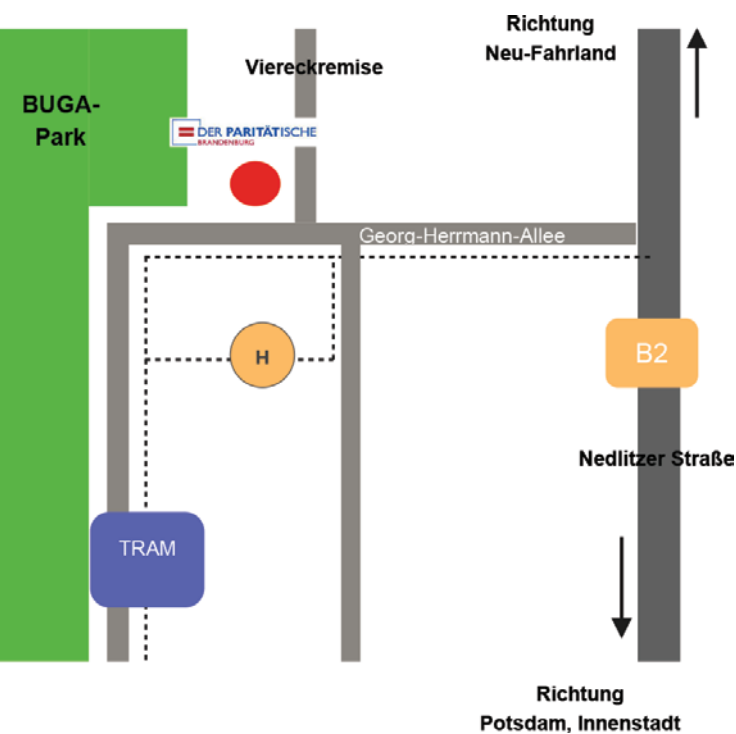 Richtung
Neu-Fahrland
Viereckremise
BUGA-
Park
DER PARITÄTISCHE
BRANDENBURG
Georg-Herrmann-Allee
H
B2
Nedlitzer Straße
TRAM
Richtung
Potsdam, Innenstadt